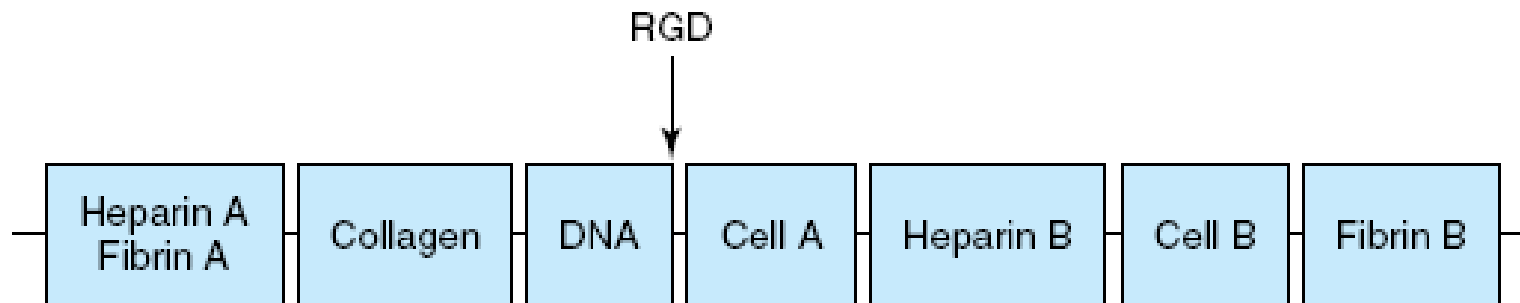 RGD
Heparin A
Fibrin A
Collagen
DNA
Cell A
Heparin B
Cell B
Fibrin B